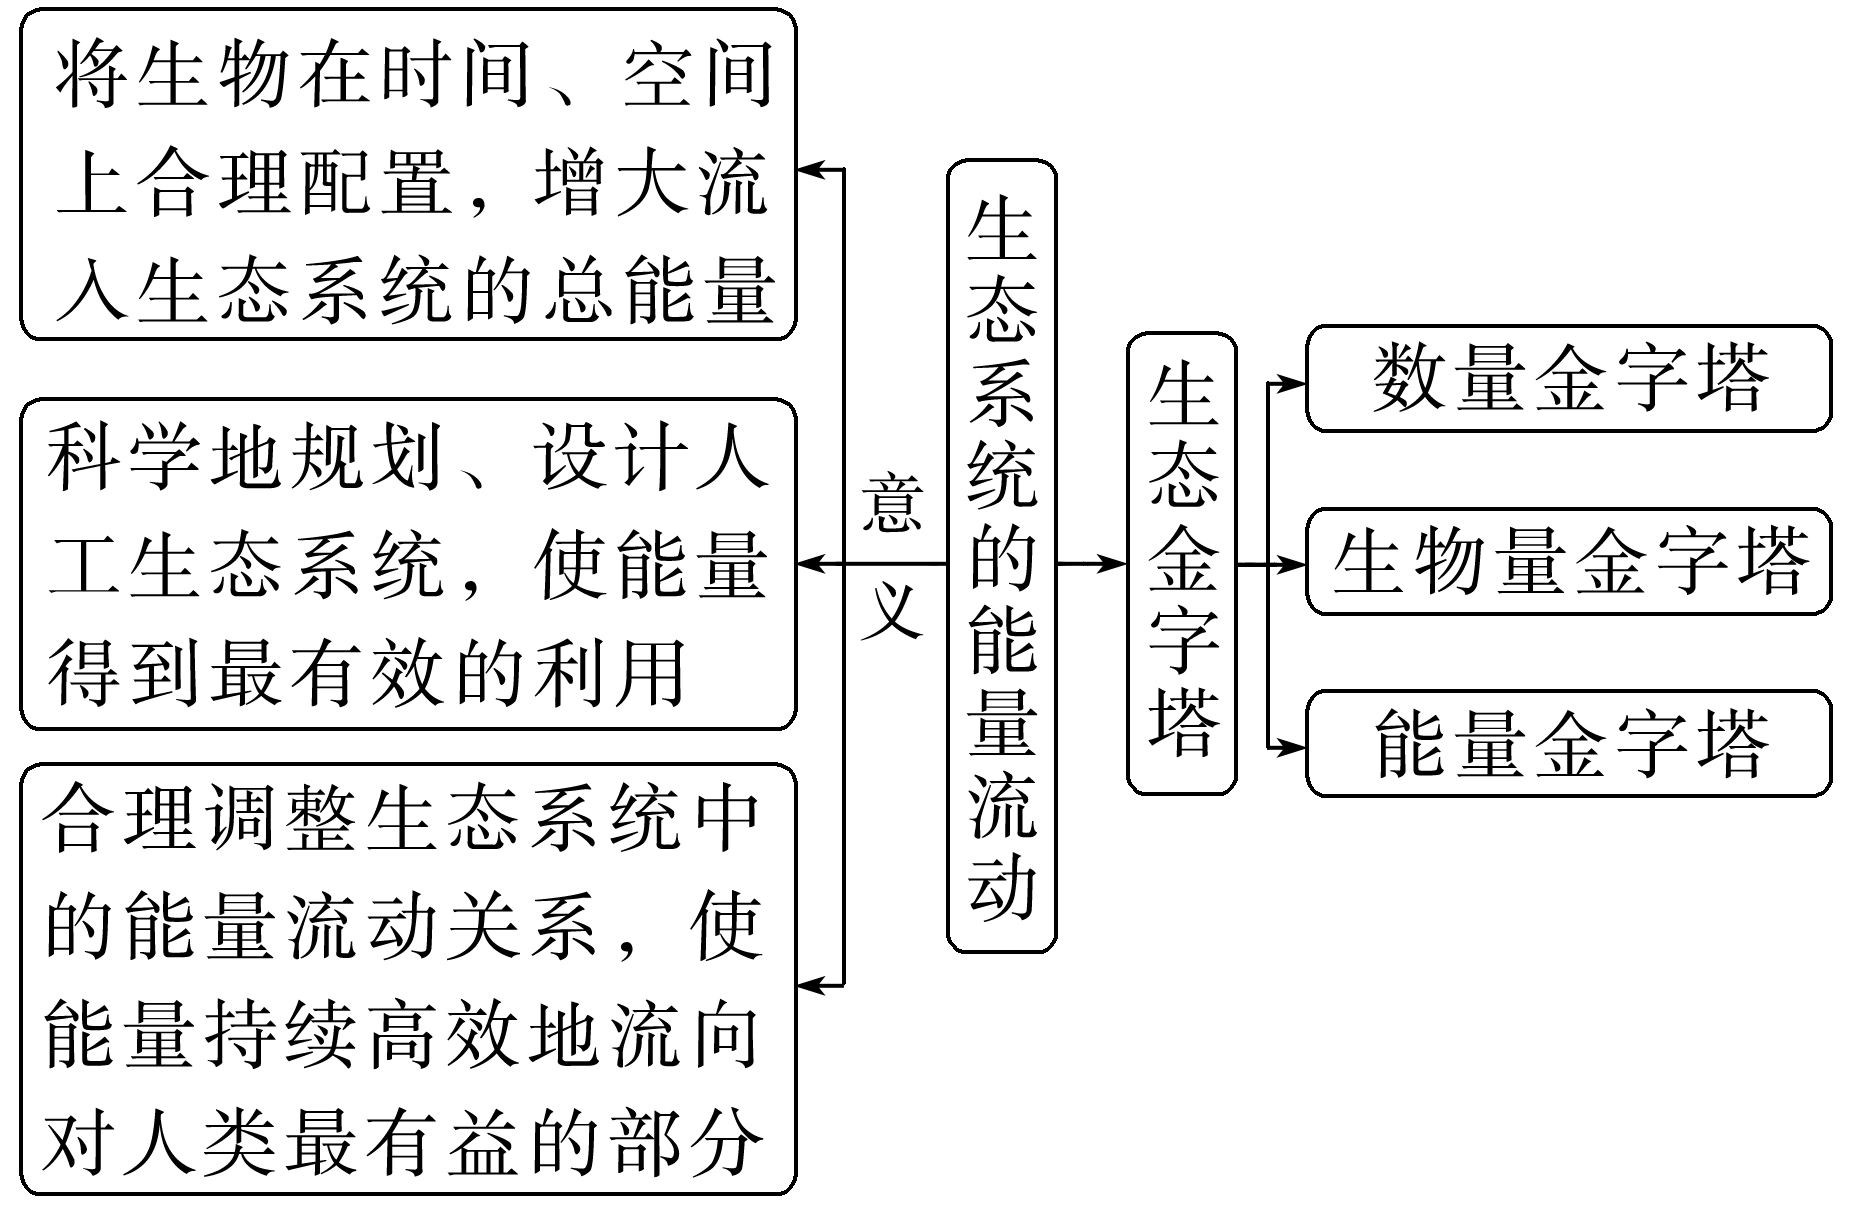 将生物在时间、空间
上合理配置，增大流
入生态系统的总能量
科学地规划、设计人
工生态系统，使能量
得到最有效的利用
合理调整生态系统中
的能量流动关系，使
能量持续高效地流向
对人类最有益的部分
意义
生态系统的能量流动
生态金字塔
数量金字塔
生物量金字塔
能量金字塔